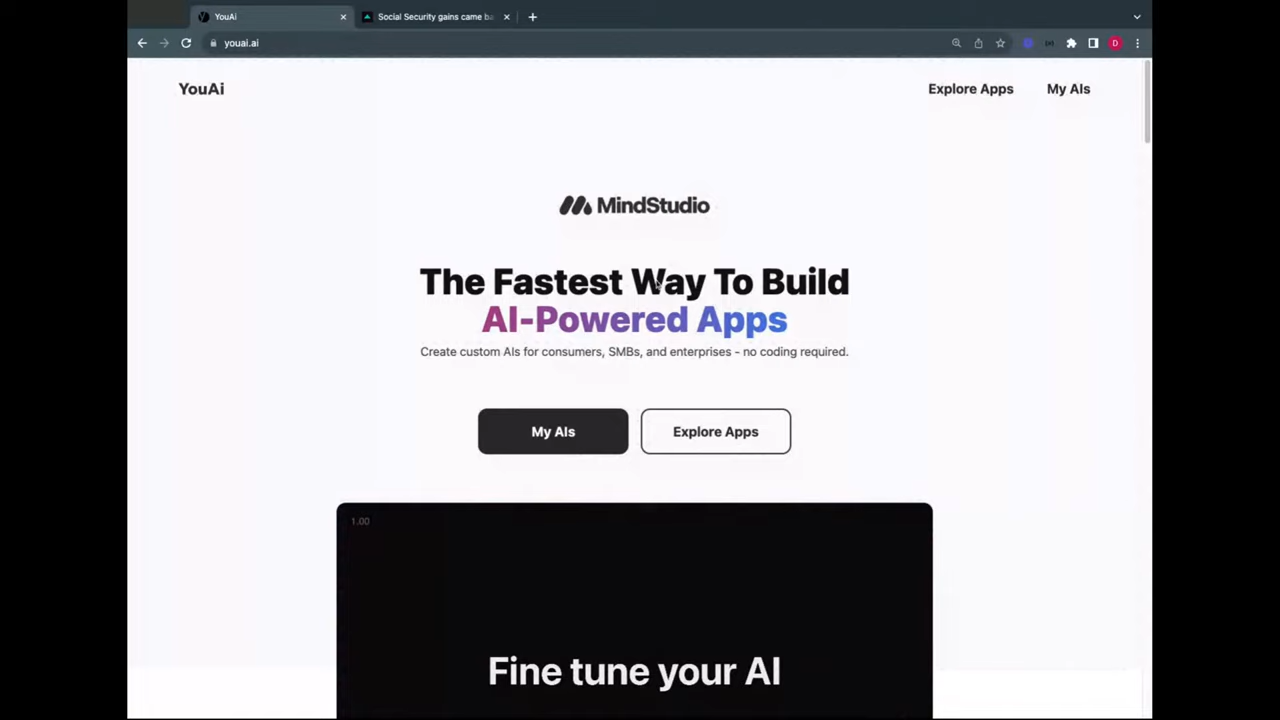 YouAi
Social Security gains came ba
youai.ai
D
YouAi
Explore Apps
My AIs
MindStudio
The Fastest Way To Build
AI-Powered Apps
Create custom AIs for consumers, SMBs, and enterprises - no coding required.
My AIs
Explore Apps
1.00
Fine tune your AI